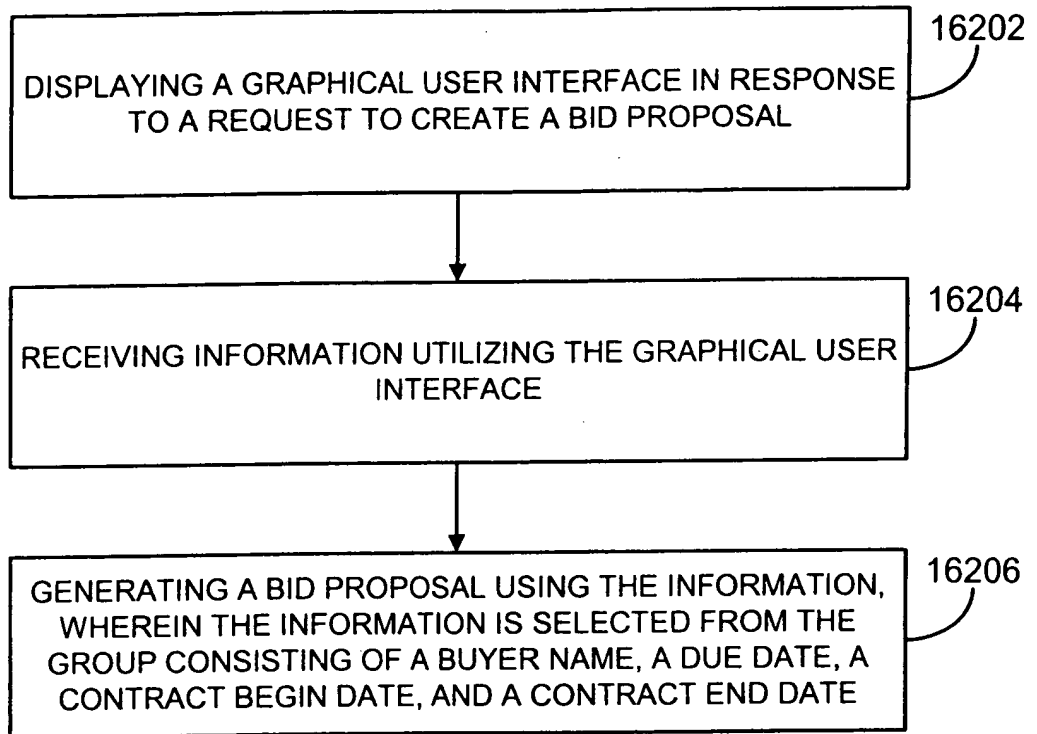 16202
DISPLAYING A GRAPHICAL USER INTERFACE IN RESPONSE
TO A REQUEST TO CREATE A BID PROPOSAL
16204
RECEIVING INFORMATION UTILIZING THE GRAPHICAL USER
INTERFACE
16206
GENERATING A BID PROPOSAL USING THE INFORMATION,
WHEREIN THE INFORMATION IS SELECTED FROM THE
GROUP CONSISTING OF A BUYER NAME, A DUE DATE, A
CONTRACT BEGIN DATE, AND A CONTRACT END DATE